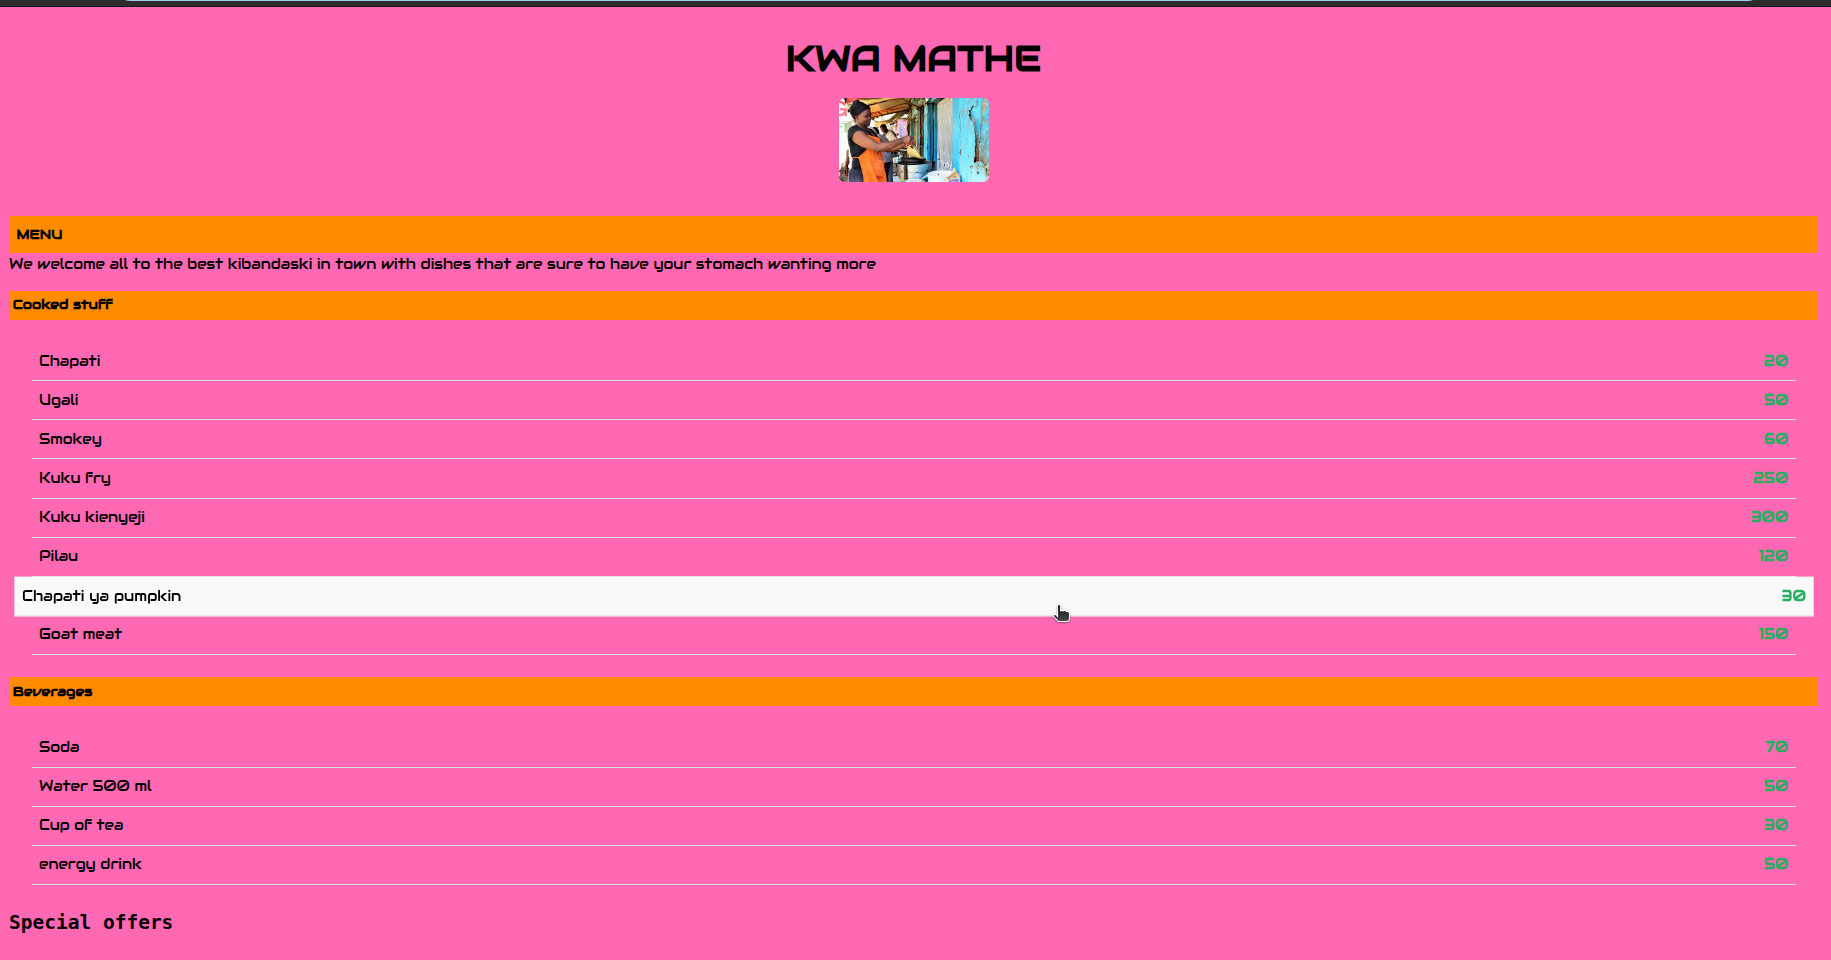 KWA MATHE
MENU
We welcome all to the best kibandaski in town with dishes that are sure to have your stomach wanting more
Cooked stuff
Chapati 20
Ugali 50
Smokey 60
Kuku fry 250
Kuku kienyeji 300
Pilau 120
Chapati ya pumpkin 30
Goat meat 150
Beverages
Soda 70
Water 500 ml 50
Cup of tea 30
energy drink 50
Special offers